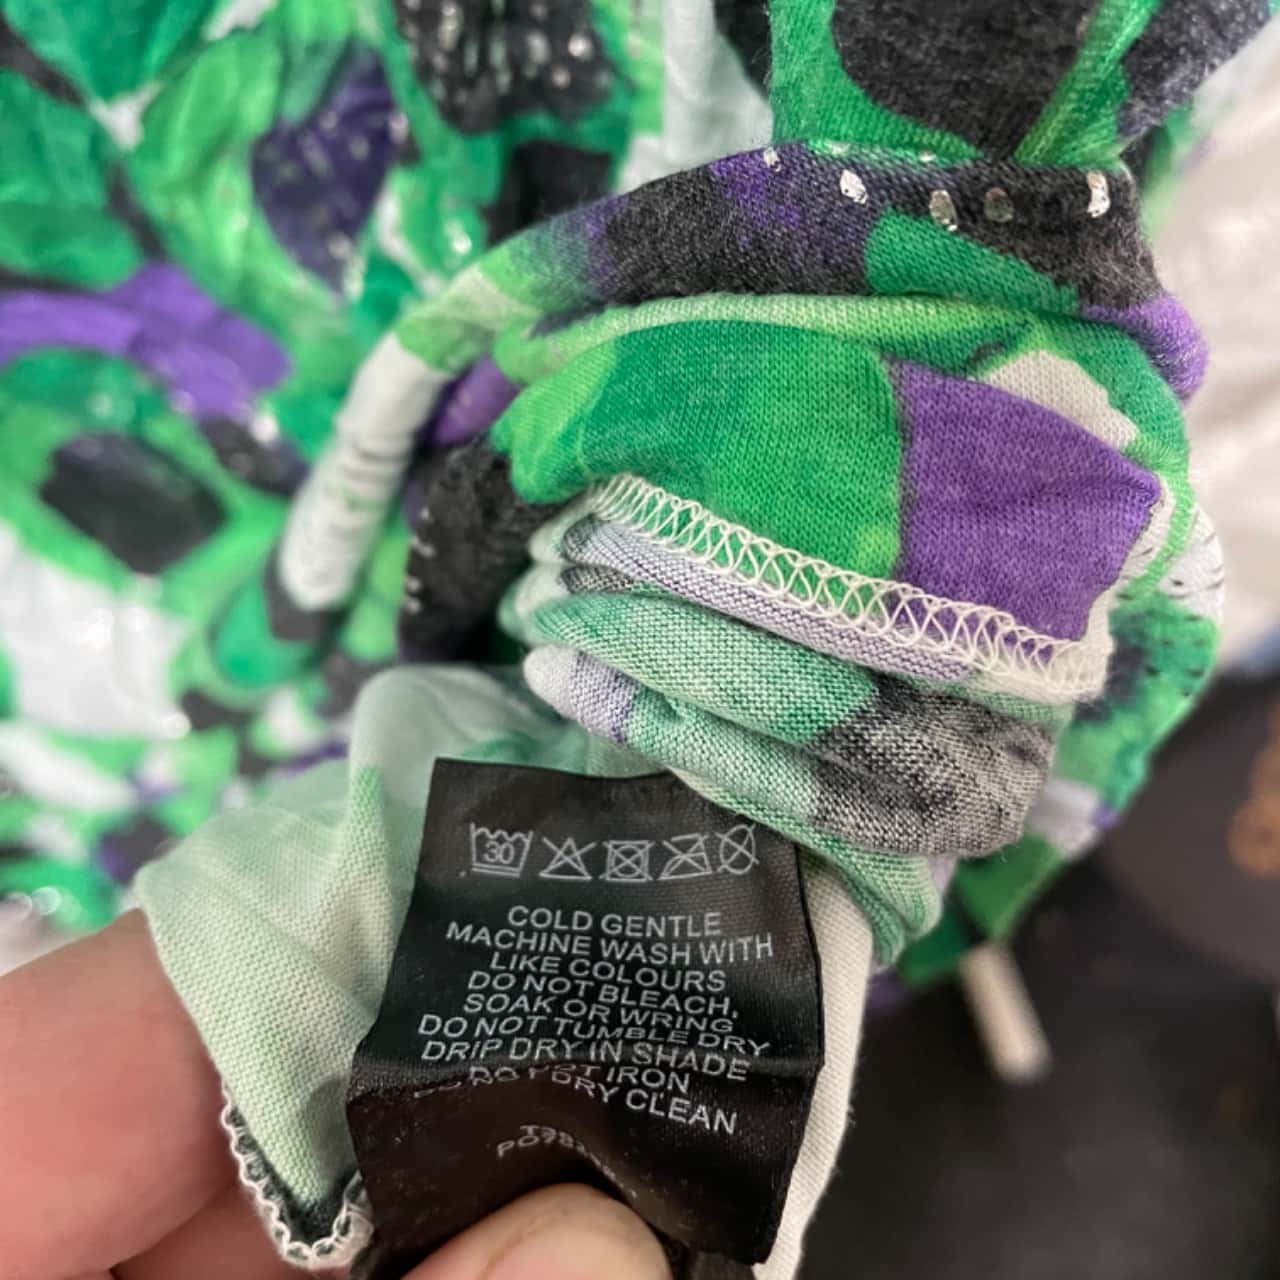 30
COLD GENTLE
MACHINE WASH WITH
LIKE COLOURS
DO NOT BLEACH,
SOAK OR WRING
DO NOT TUMBLE DRY
DRIP DRY IN SHADE
DO NOT IRON
DRY CLEAN